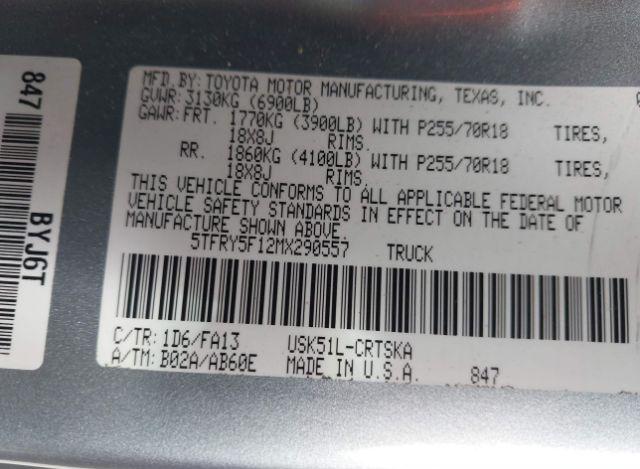 MFD.BY:TOYOTA MOTOR MANUFACTURING, TEXAS, INC.
GVWR:3130KG (6900LB)
GAWR:FRT. 1770KG (3900LB) WITH P255/70R18 TIRES,
18X8J RIMS.
RR. 1860KG (4100LB) WITH P255/70R18 TIRES,
18X8J RIMS.
THIS VEHICLE CONFORMS TO ALL APPLICABLE FEDERAL MOTOR
VEHICLE SAFETY STANDARDS IN EFFECT ON THE DATE OF
MANUFACTURE SHOWN ABOVE.
5TFRY5F12MX290557 TRUCK
C/TR:1D6/FA13 USK51L-CRTSKA
A/TM:B02A/AB60E MADE IN U.S.A. 847
847
BYJ6T